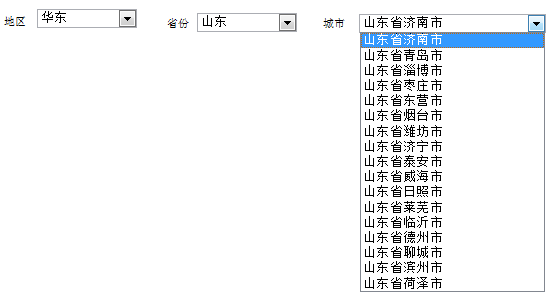 地区 华东 省份 山东 城市 山东省济南市
山东省济南市
山东省青岛市
山东省淄博市
山东省枣庄市
山东省东营市
山东省烟台市
山东省潍坊市
山东省济宁市
山东省泰安市
山东省威海市
山东省日照市
山东省莱芜市
山东省临沂市
山东省德州市
山东省聊城市
山东省滨州市
山东省荷泽市